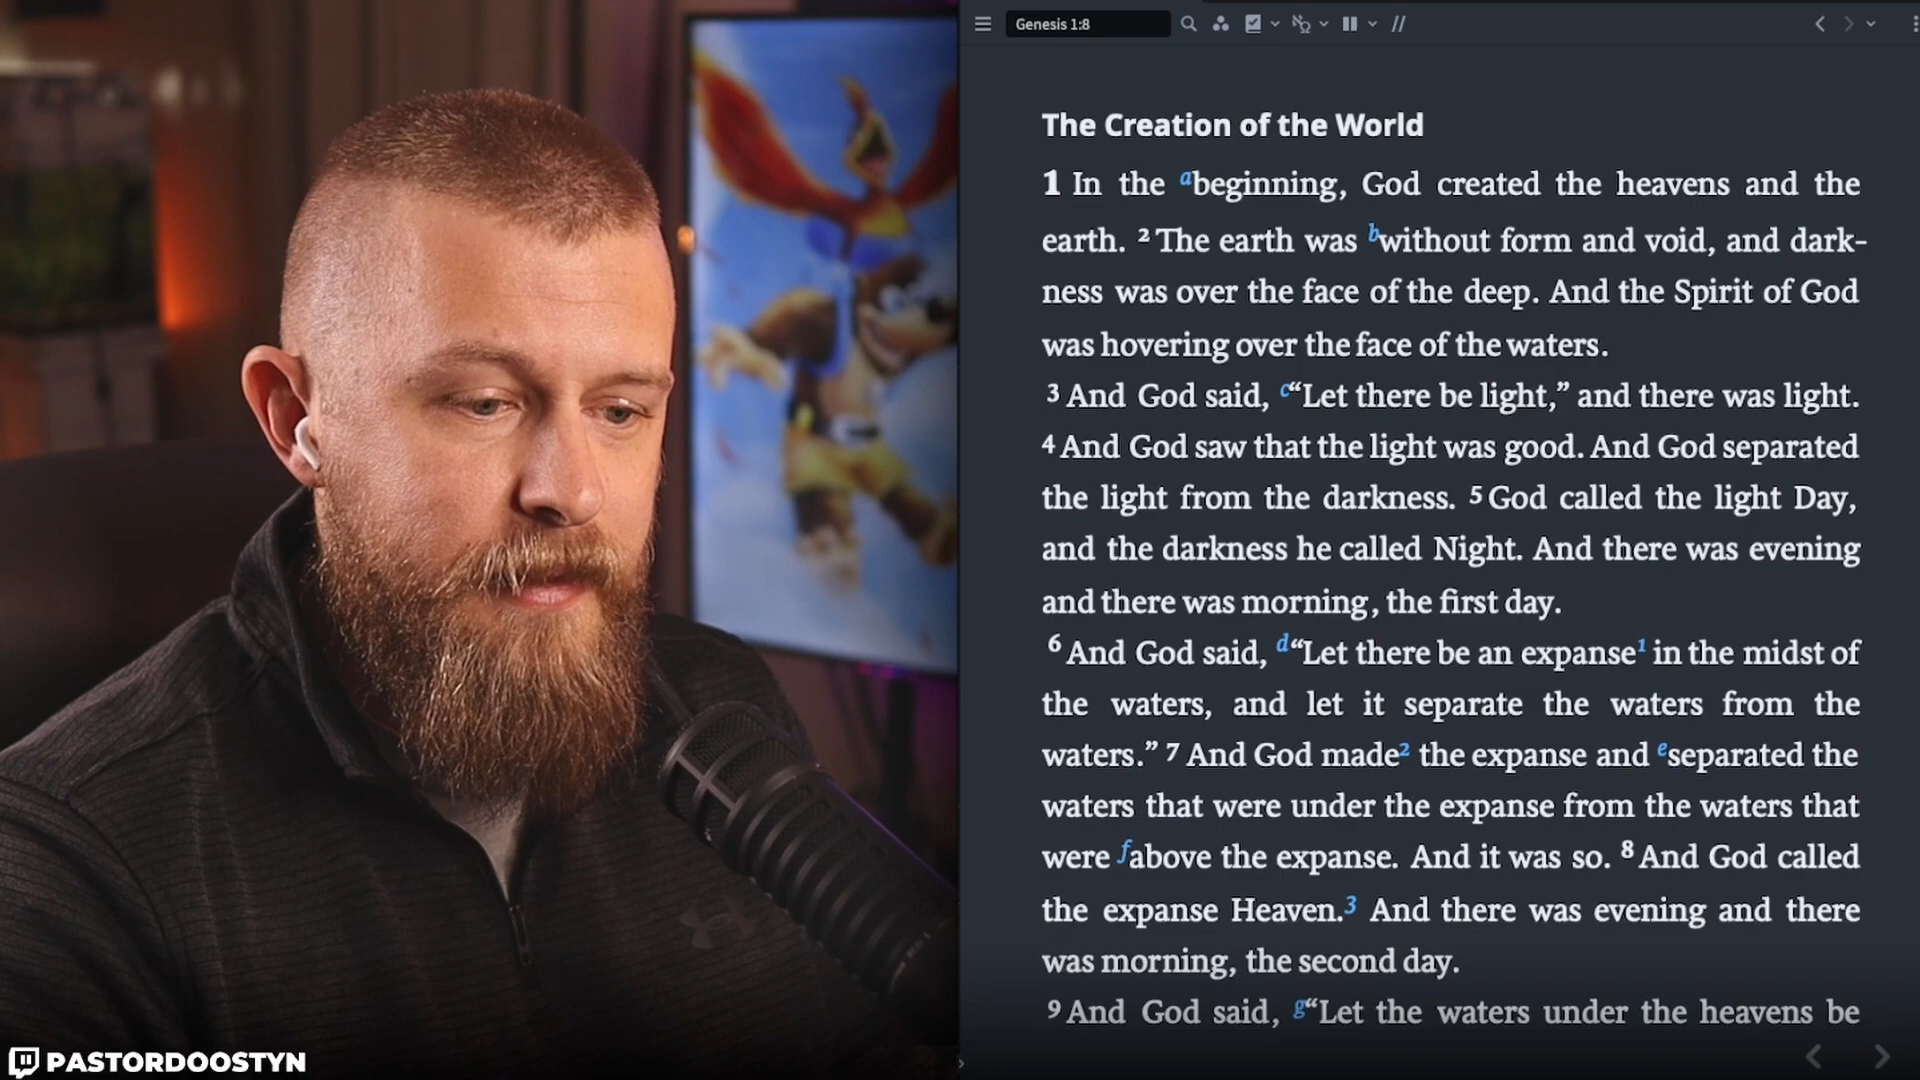 Genesis 1:8
The Creation of the World
1 In the a beginning, God created the heavens and the
earth. 2 The earth was b without form and void, and dark-
ness was over the face of the deep. And the Spirit of God
was hovering over the face of the waters.
3 And God said, c “Let there be light,” and there was light.
4 And God saw that the light was good. And God separated
the light from the darkness. 5 God called the light Day,
and the darkness he called Night. And there was evening
and there was morning, the first day.
6 And God said, d “Let there be an expanse1 in the midst of
the waters, and let it separate the waters from the
waters.” 7 And God made2 the expanse and e separated the
waters that were under the expanse from the waters that
were f above the expanse. And it was so. 8 And God called
the expanse Heaven.3 And there was evening and there
was morning, the second day.
9 And God said, g “Let the waters under the heavens be
PASTORDOOSTYN